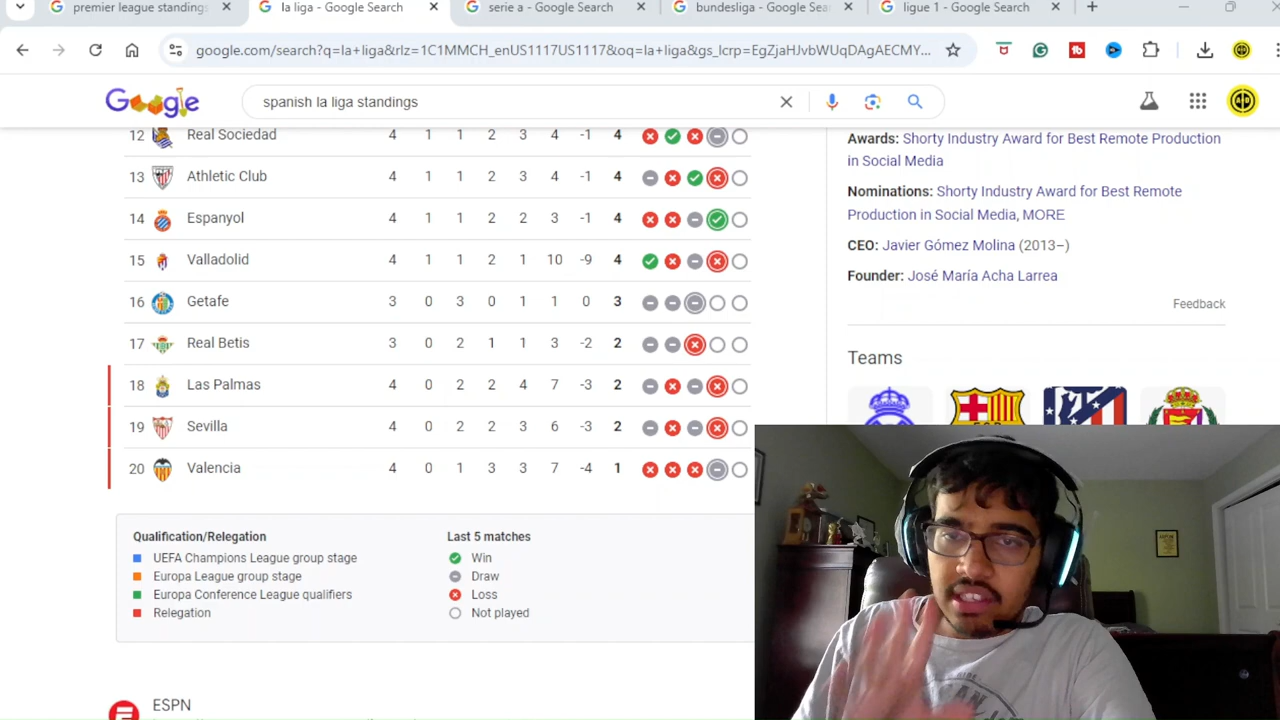 premier league standings
la liga - Google Search
serie a - Google Search
bundesliga - Google Sea
ligue 1 - Google Search
google.com/search?q=la+liga&rlz=1C1MMCH_enUS1117US1117&oq=la+liga&gs_lcrp=EgZjaHJvbWUqDAgAECMY...
Google
spanish la liga standings
12 Real Sociedad 4 1 1 2 3 4 -1 4
13 Athletic Club 4 1 1 2 3 4 -1 4
14 Espanyol 4 1 1 2 2 3 -1 4
15 Valladolid 4 1 1 2 1 10 -9 4
16 Getafe 3 0 3 0 1 1 0 3
17 Real Betis 3 0 2 1 1 3 -2 2
18 Las Palmas 4 0 2 2 4 7 -3 2
19 Sevilla 4 0 2 2 3 6 -3 2
20 Valencia 4 0 1 3 3 7 -4 1
Qualification/Relegation
UEFA Champions League group stage
Europa League group stage
Europa Conference League qualifiers
Relegation
Last 5 matches
Win
Draw
Loss
Not played
ESPN
Awards: Shorty Industry Award for Best Remote Production
in Social Media
Nominations: Shorty Industry Award for Best Remote
Production in Social Media, MORE
CEO: Javier Gómez Molina (2013–)
Founder: José María Acha Larrea
Feedback
Teams